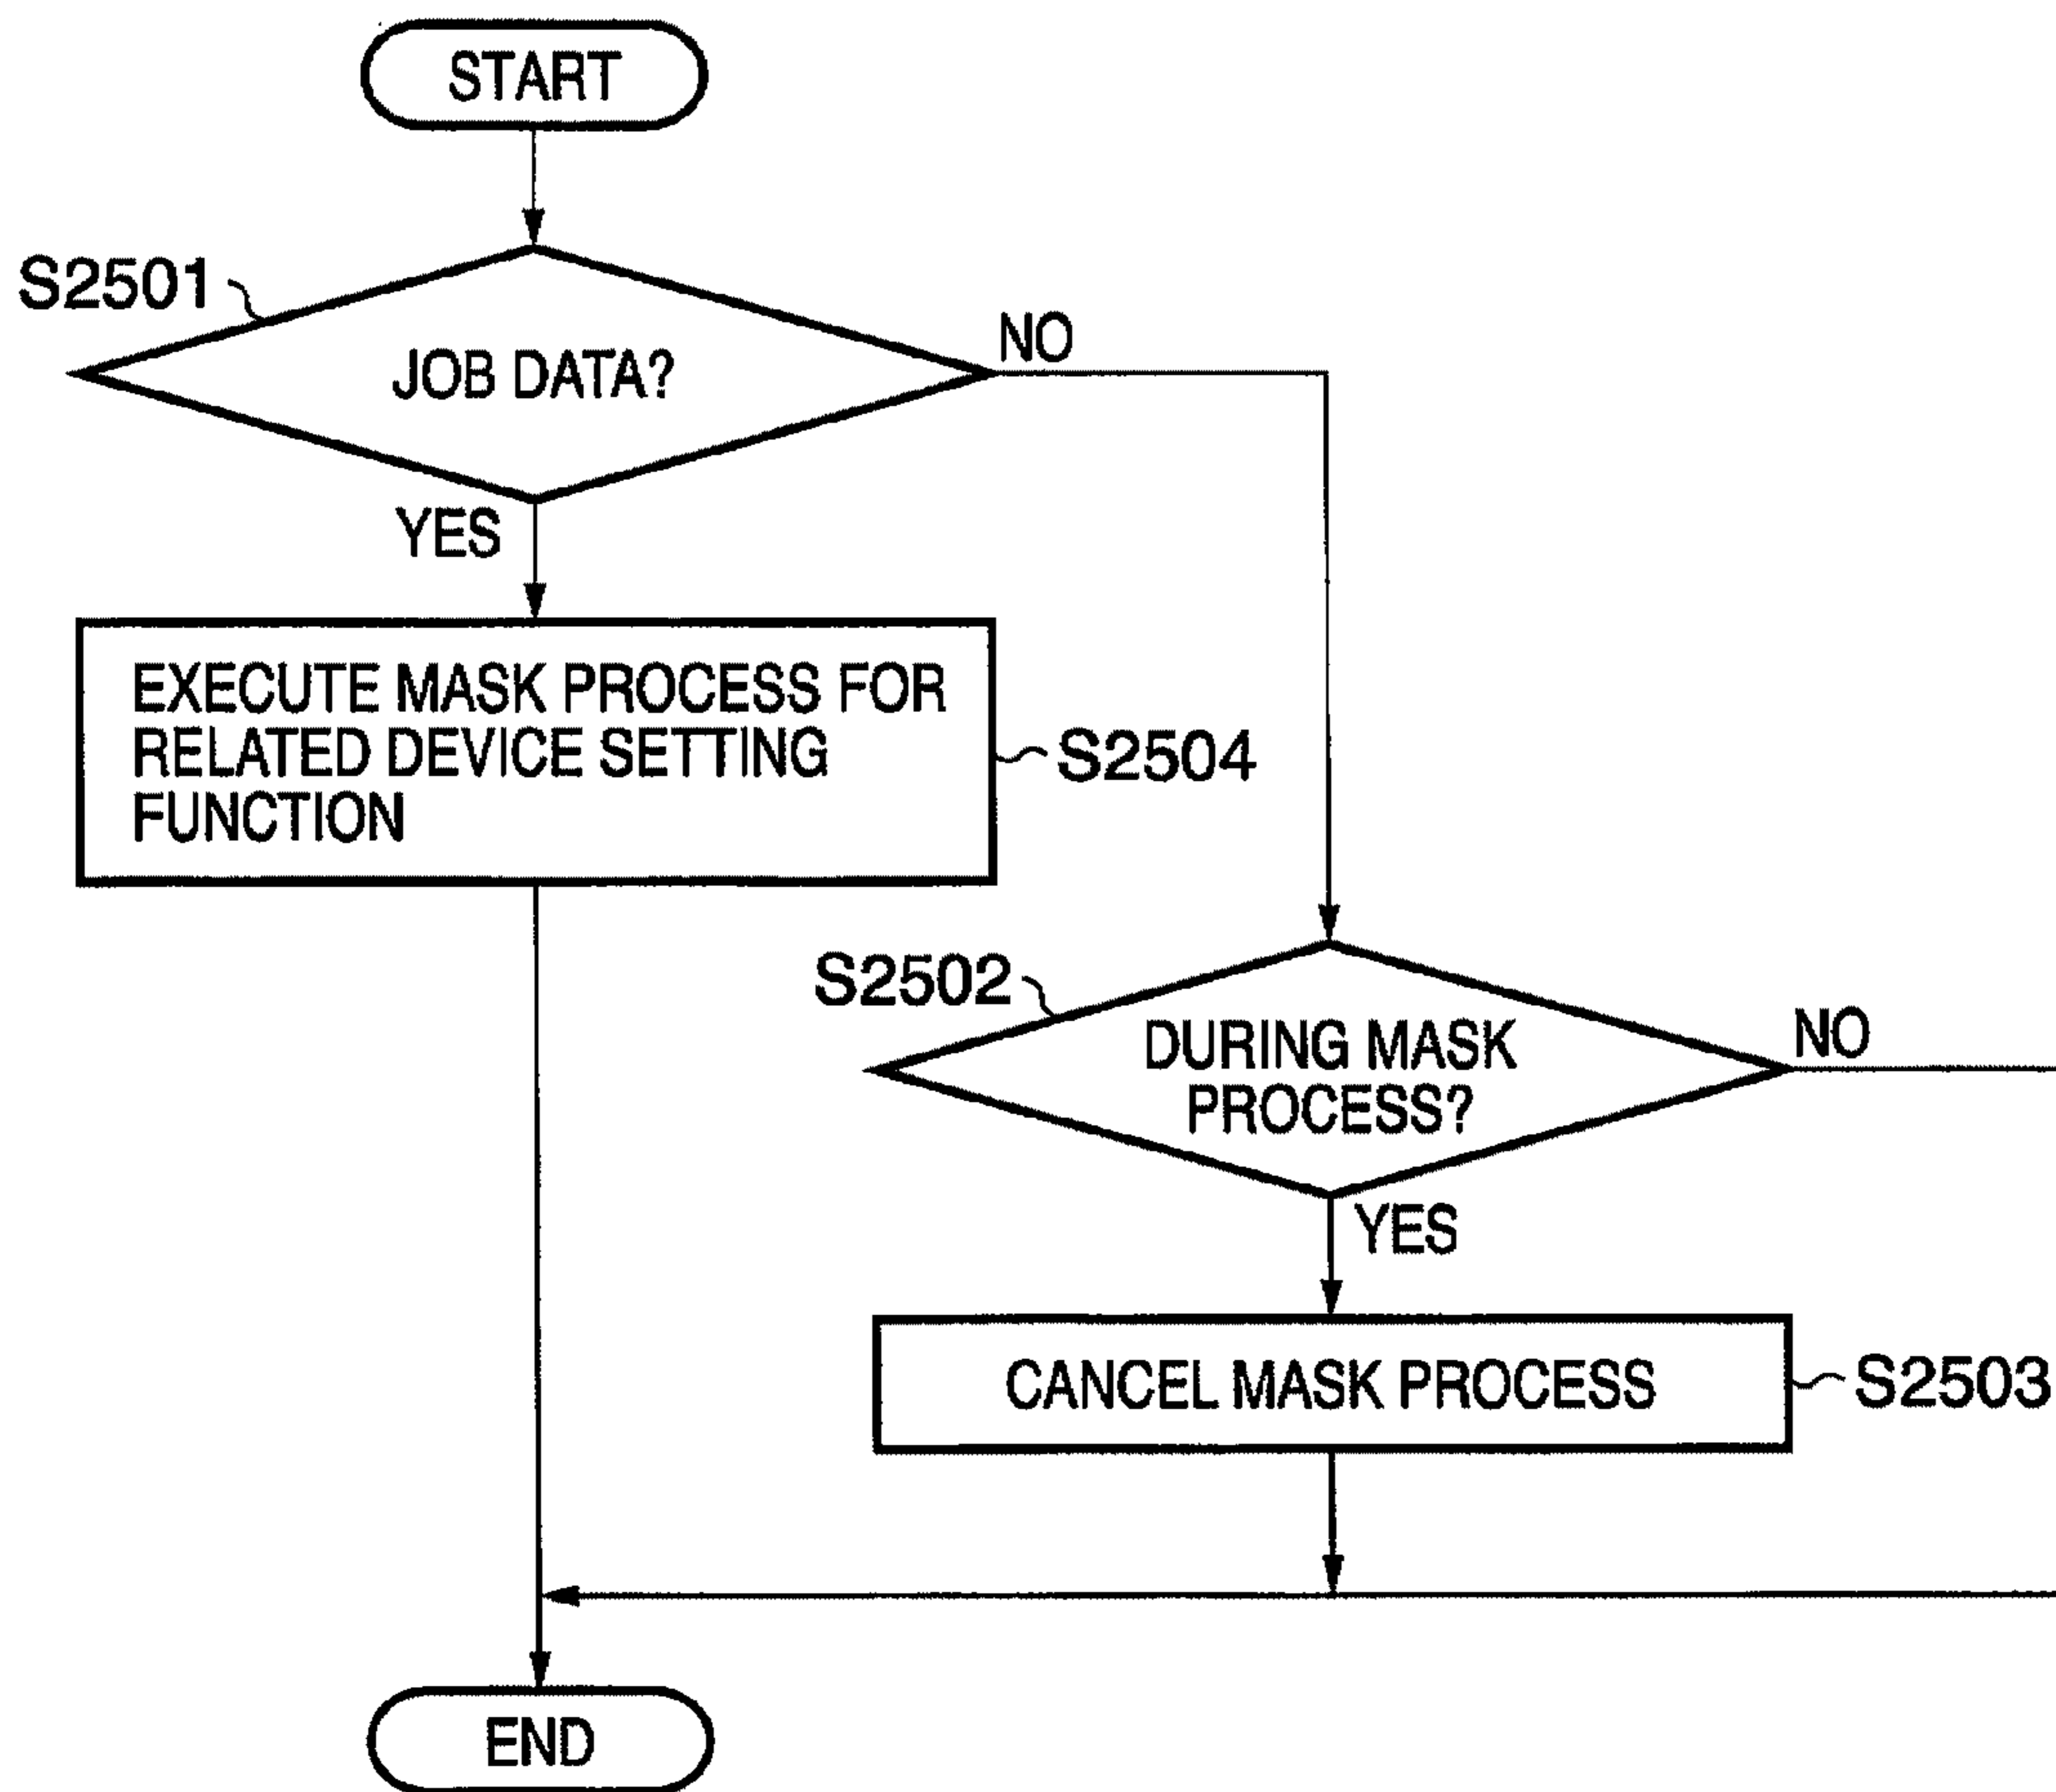 START
S2501
JOB DATA?
NO
YES
EXECUTE MASK PROCESS FOR
RELATED DEVICE SETTING
FUNCTION
S2504
S2502
DURING MASK
PROCESS?
NO
YES
CANCEL MASK PROCESS
S2503
END